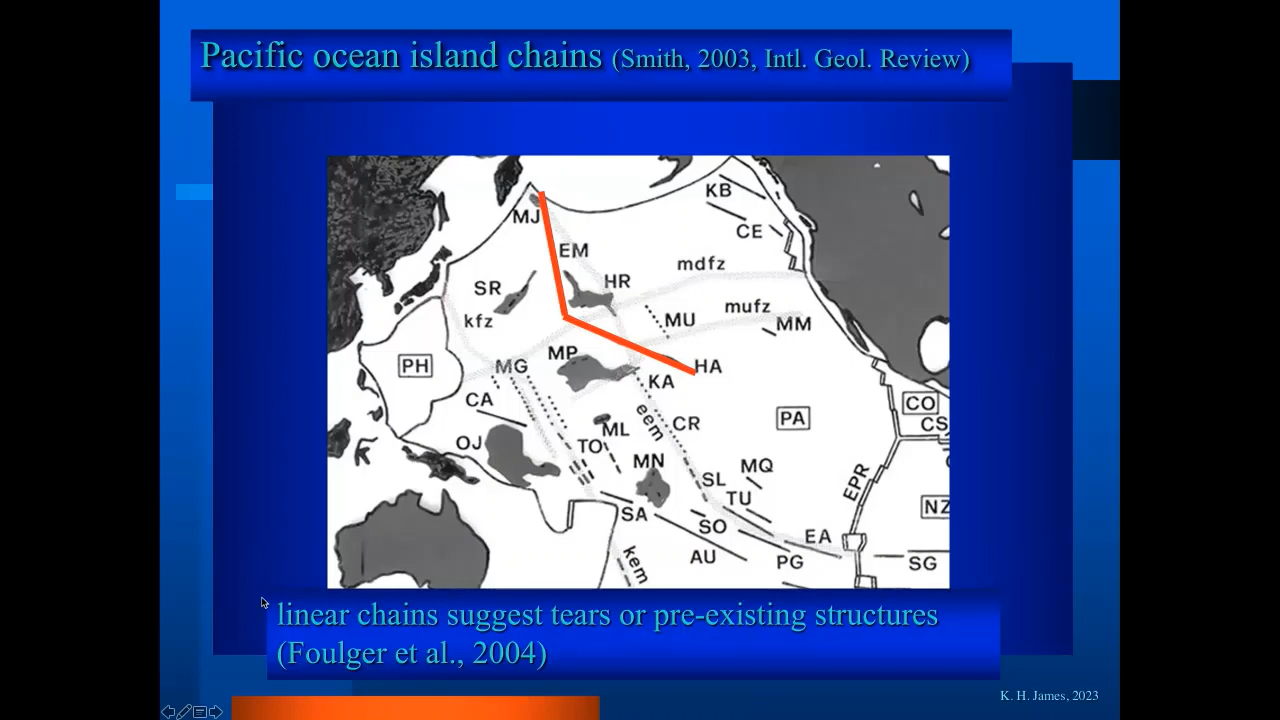 Pacific ocean island chains (Smith, 2003, Intl. Geol. Review)
KB
MJ
CE
EM
mdfz
HR
SR
mufz
kfz
MU
MM
MP
PH
MG
HA
KA
CA
CO
PA
CR
CS
eem
ML
OJ
TO
MN
MQ
SL
EPR
TU
NZ
SA
SO
EA
AU
PG
SG
kem
linear chains suggest tears or pre-existing structures
(Foulger et al., 2004)
K. H. James, 2023